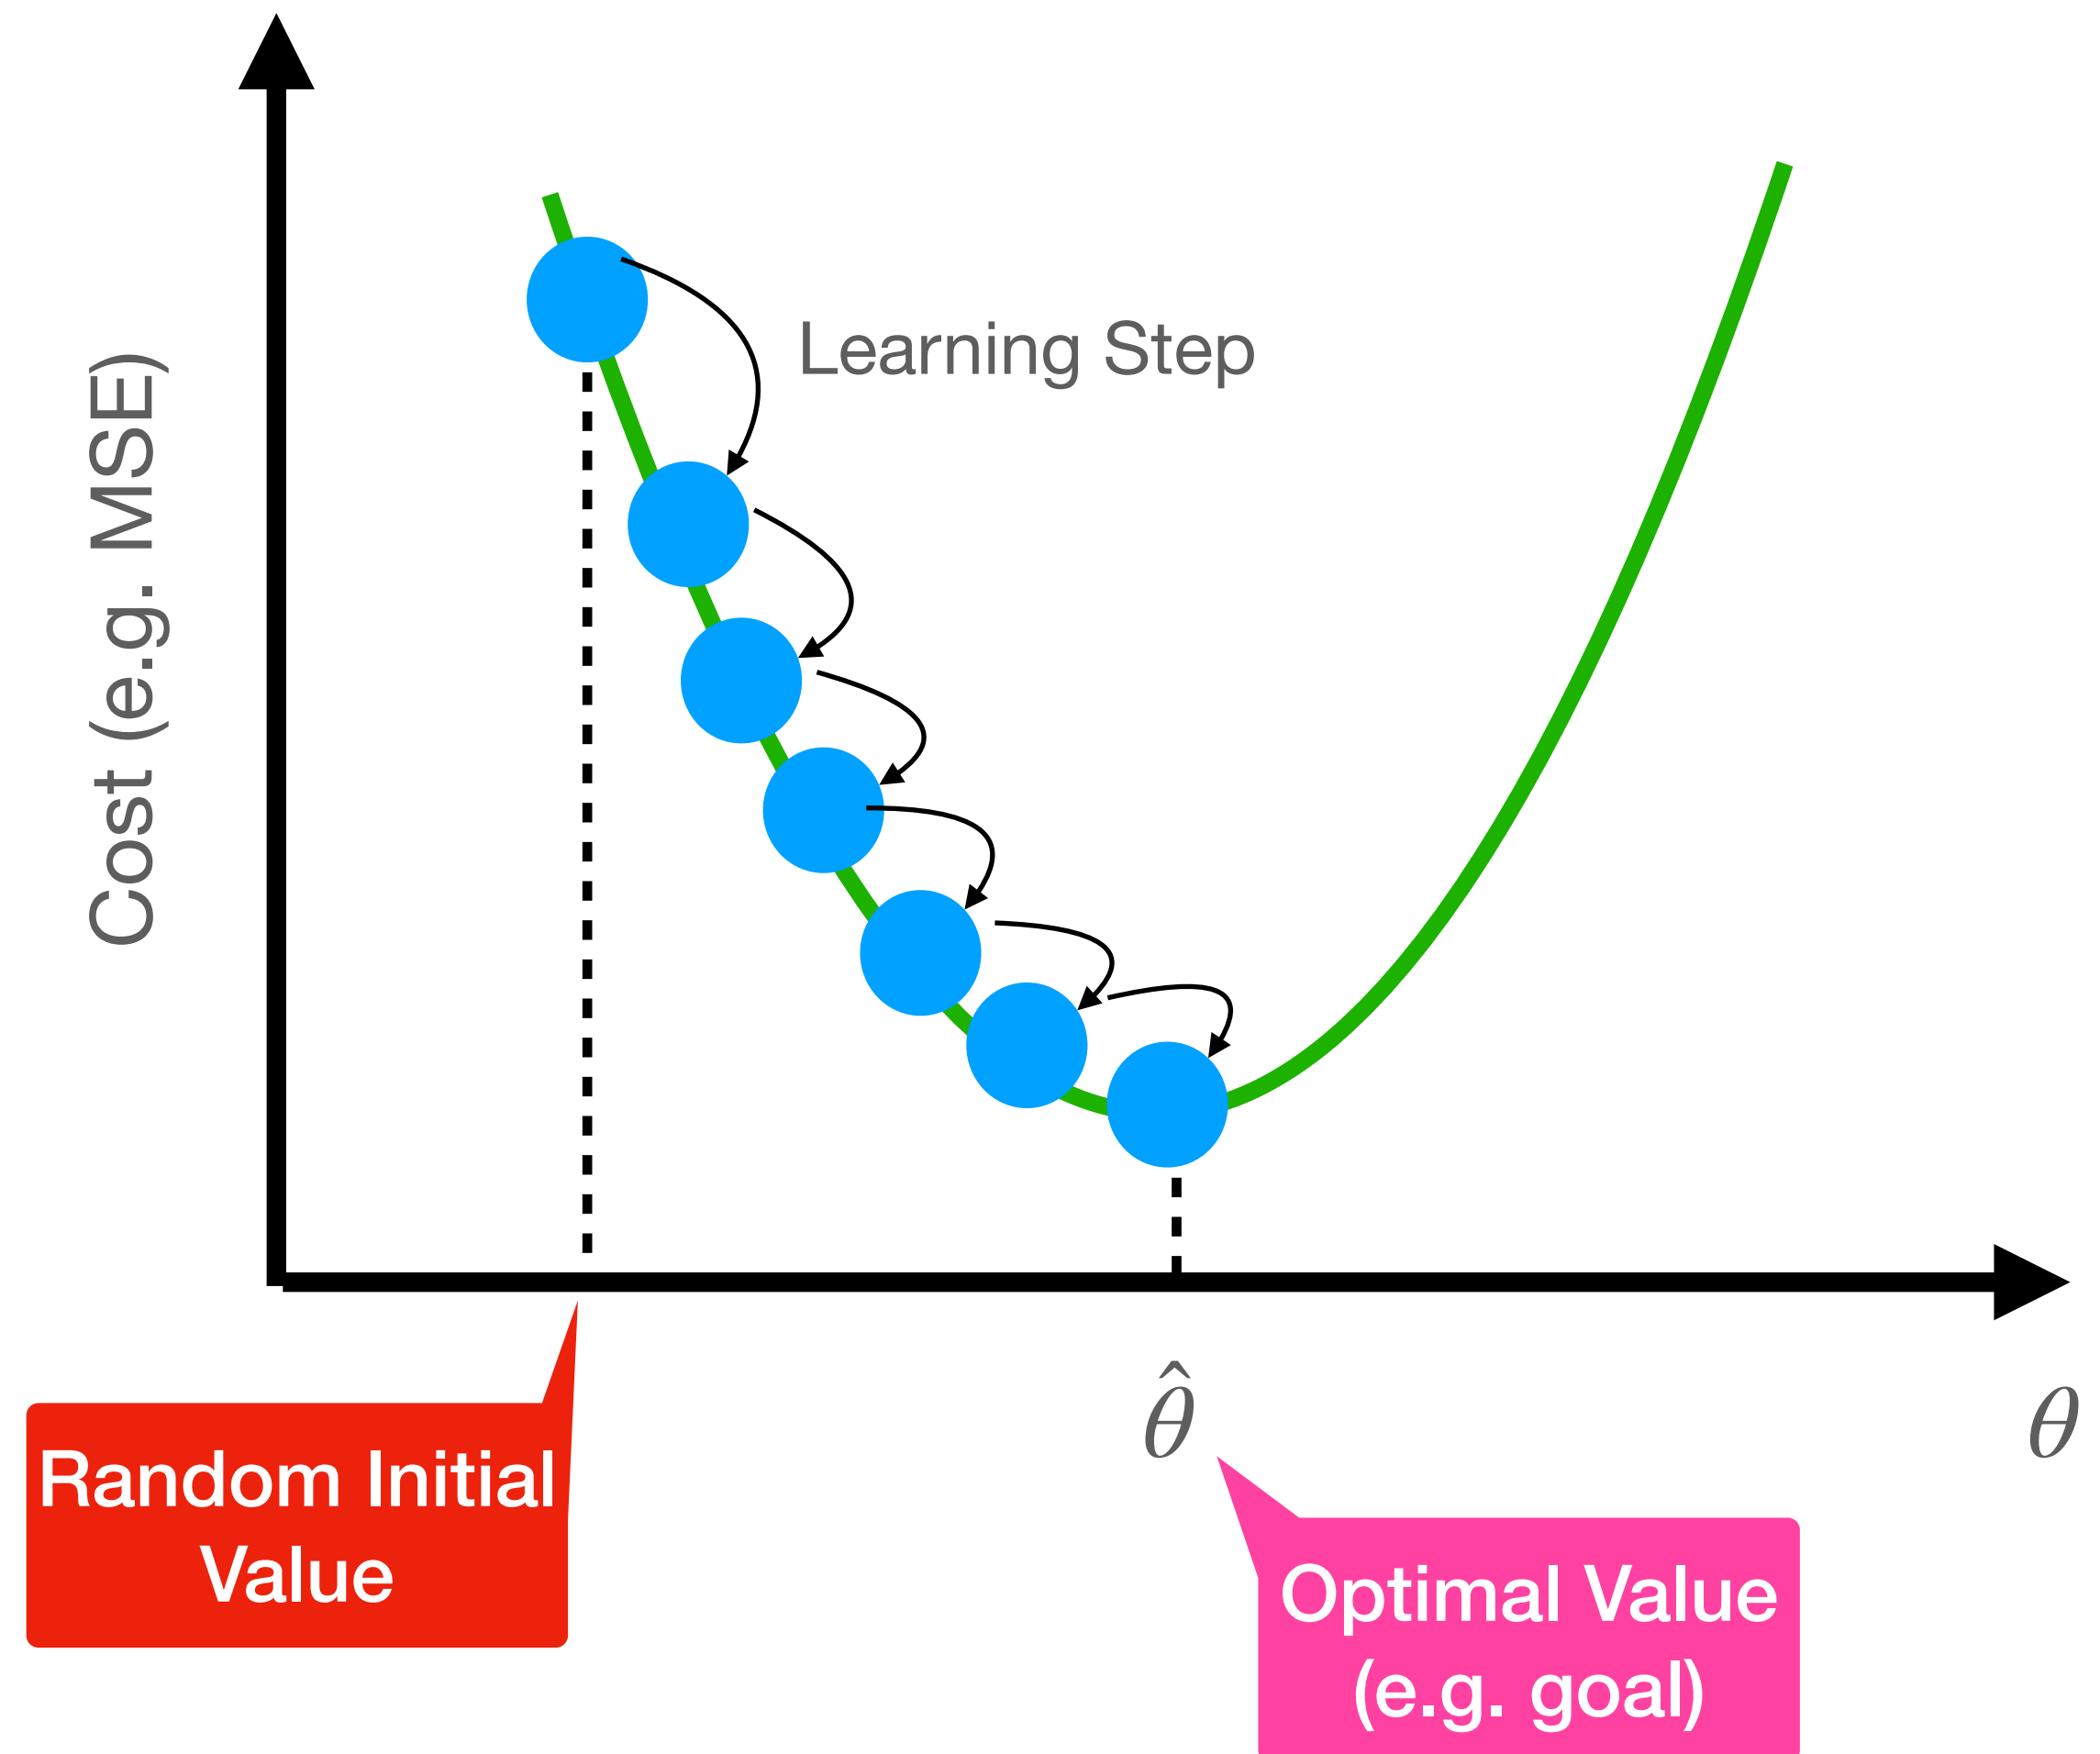 Cost (e.g. MSE)
Learning Step
θ̂
θ
Random Initial
Value
Optimal Value
(e.g. goal)